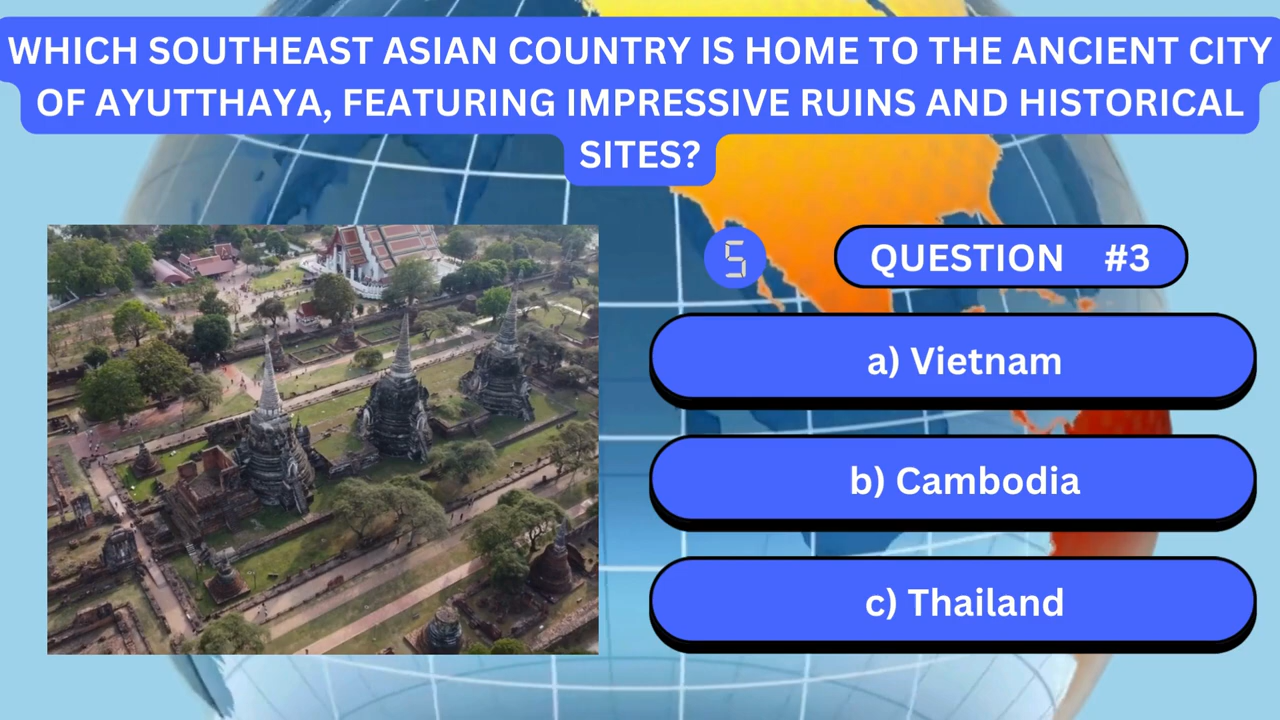 WHICH SOUTHEAST ASIAN COUNTRY IS HOME TO THE ANCIENT CITY
OF AYUTTHAYA, FEATURING IMPRESSIVE RUINS AND HISTORICAL
SITES?
5
QUESTION #3
a) Vietnam
b) Cambodia
c) Thailand